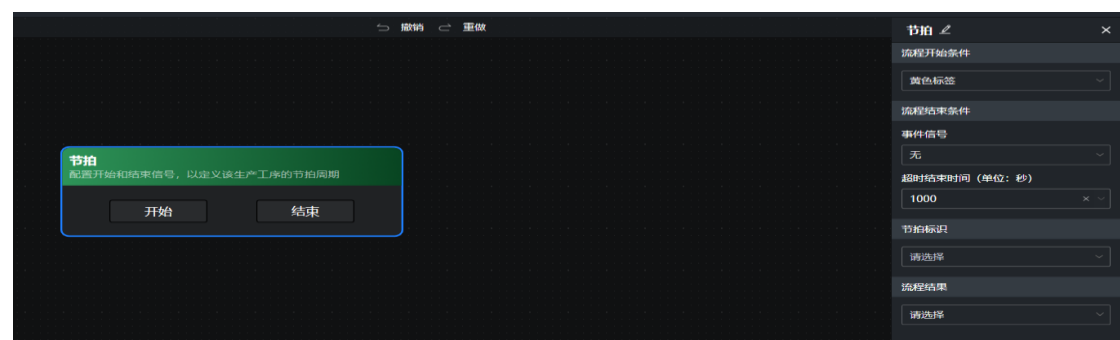 撤销 重做
节拍
配置开始和结束信号，以定义该生产工序的节拍周期
开始 结束
节拍
流程开始条件
黄色标签
流程结束条件
事件信号
无
超时结束时间（单位：秒）
1000
节拍标识
请选择
流程结果
请选择